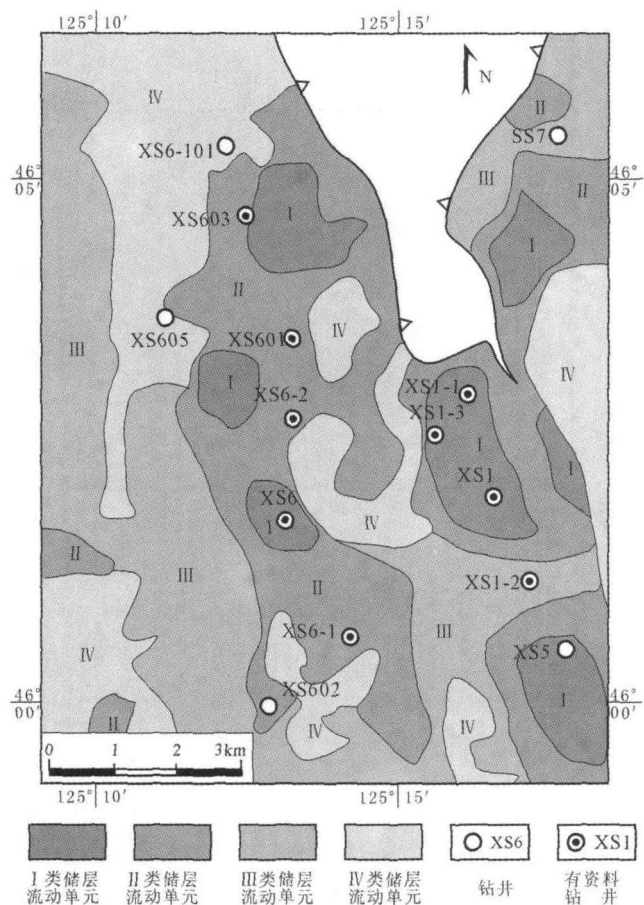 125° 10′ 125° 15′
N
IV
II
XS6-101
SS7
46° 05′
46° 05′
III
II
XS603
I
I
II
III
XS605
XS601
IV
IV
I
XS6-2
XS1-1
XS1-3
I
I
XS6
I
XS1
IV
II
III
II
XS1-2
XS6-1
III
IV
XS5
XS602
I
46° 00′
46° 00′
II
IV
IV
0 1 2 3km
125° 10′ 125° 15′
XS6 XS1
I类储层 II类储层 III类储层 IV类储层 钻井 有资料
流动单元 流动单元 流动单元 流动单元 钻 井